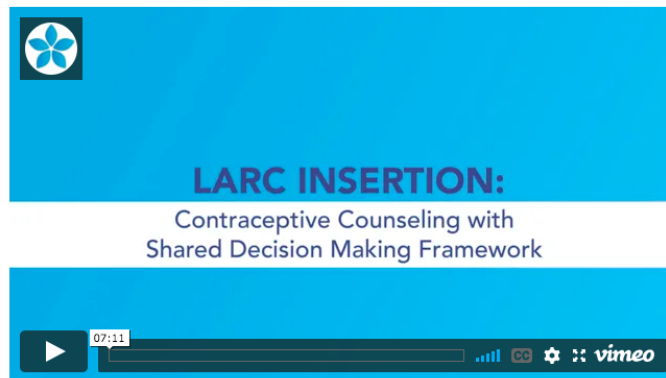 LARC INSERTION:
Contraceptive Counseling with
Shared Decision Making Framework
07:11
CC
vimeo